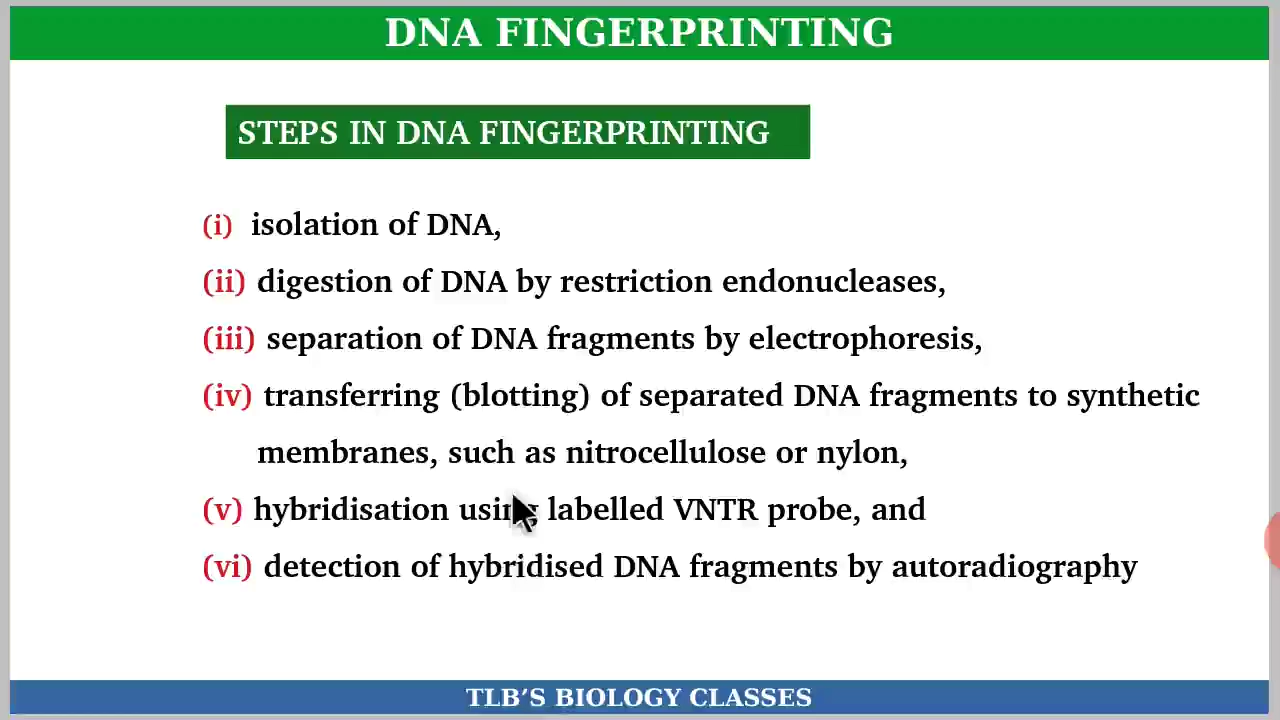 DNA FINGERPRINTING
STEPS IN DNA FINGERPRINTING
(i) isolation of DNA,
(ii) digestion of DNA by restriction endonucleases,
(iii) separation of DNA fragments by electrophoresis,
(iv) transferring (blotting) of separated DNA fragments to synthetic
membranes, such as nitrocellulose or nylon,
(v) hybridisation using labelled VNTR probe, and
(vi) detection of hybridised DNA fragments by autoradiography
TLB’S BIOLOGY CLASSES